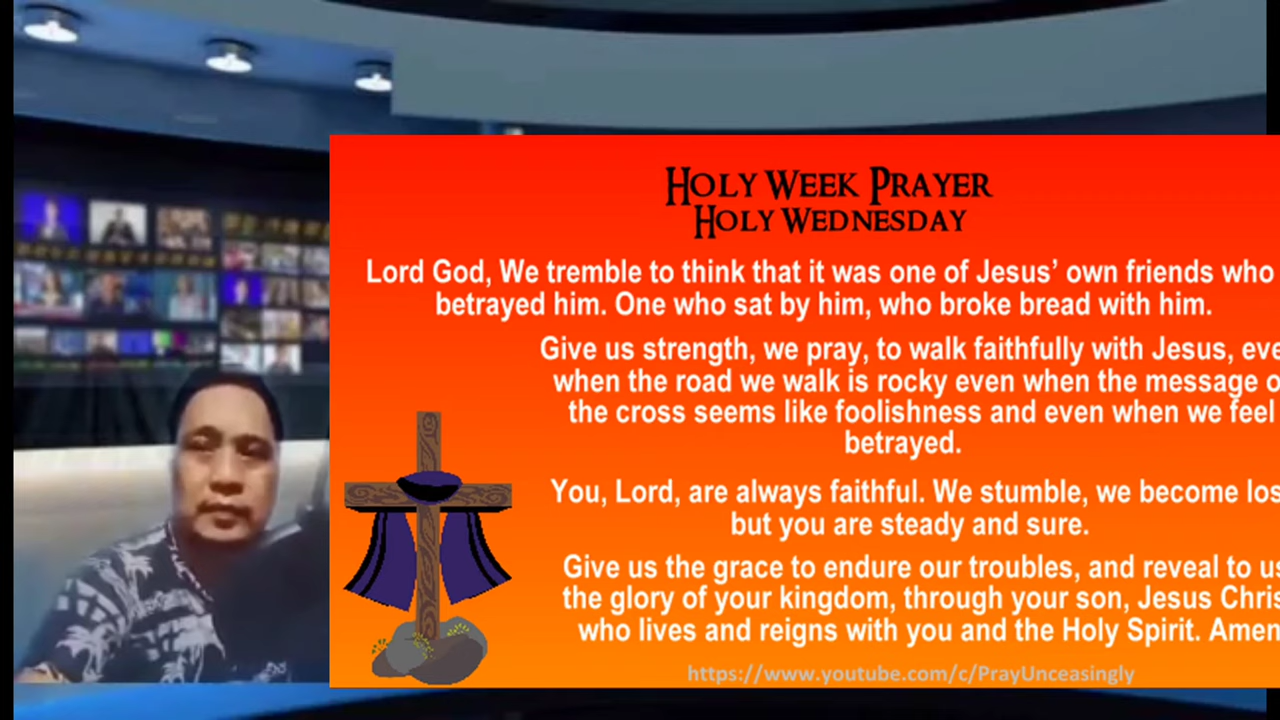 Holy Week Prayer
Holy Wednesday
Lord God, We tremble to think that it was one of Jesus' own friends who
betrayed him. One who sat by him, who broke bread with him.
Give us strength, we pray, to walk faithfully with Jesus, eve
when the road we walk is rocky even when the message o
the cross seems like foolishness and even when we feel
betrayed.
You, Lord, are always faithful. We stumble, we become los
but you are steady and sure.
Give us the grace to endure our troubles, and reveal to us
the glory of your kingdom, through your son, Jesus Chris
who lives and reigns with you and the Holy Spirit. Amen
https://www.youtube.com/c/PrayUnceasingly